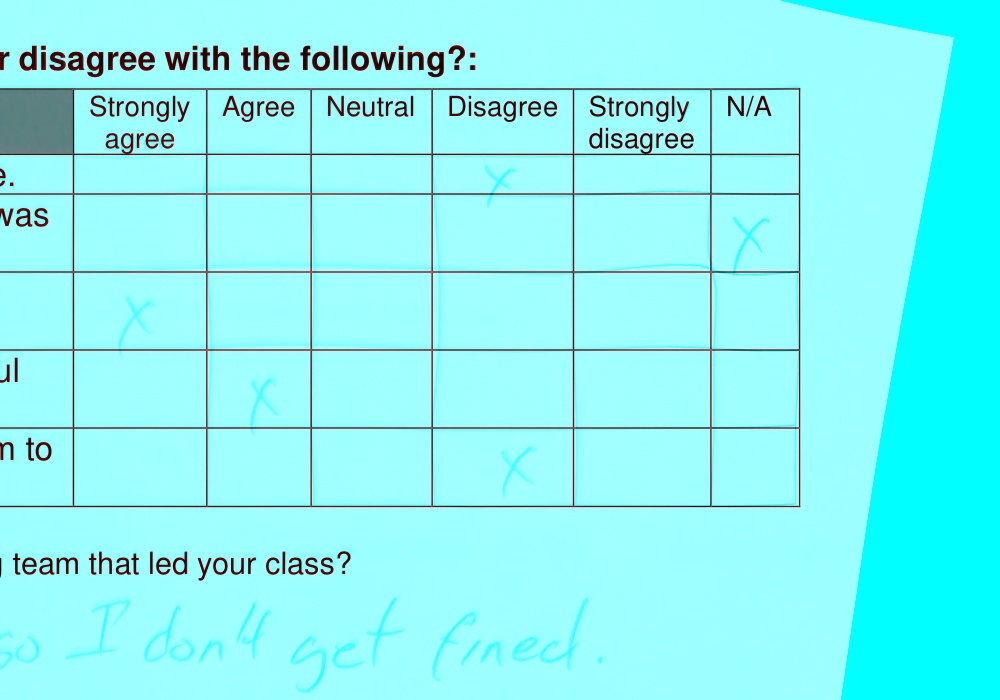 r disagree with the following?:
Strongly agree Agree Neutral Disagree Strongly disagree N/A
e. X
was X
X
ul X
m to X
g team that led your class?
so I don't get fined.